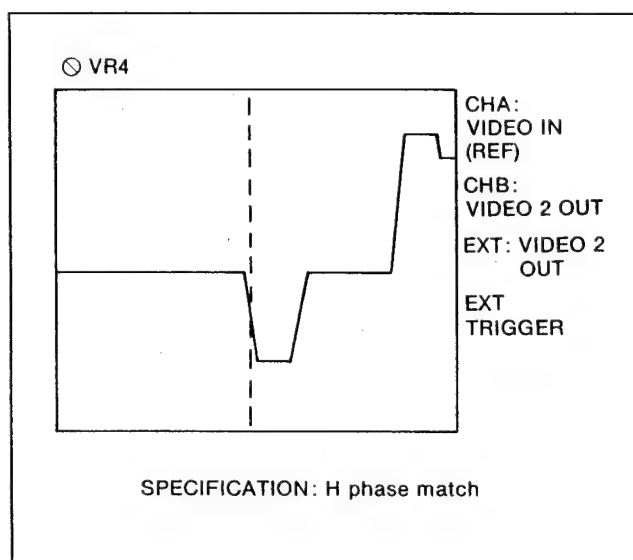 VR4
CHA:
VIDEO IN
(REF)
CHB:
VIDEO 2 OUT
EXT: VIDEO 2
OUT
EXT
TRIGGER
SPECIFICATION: H phase match